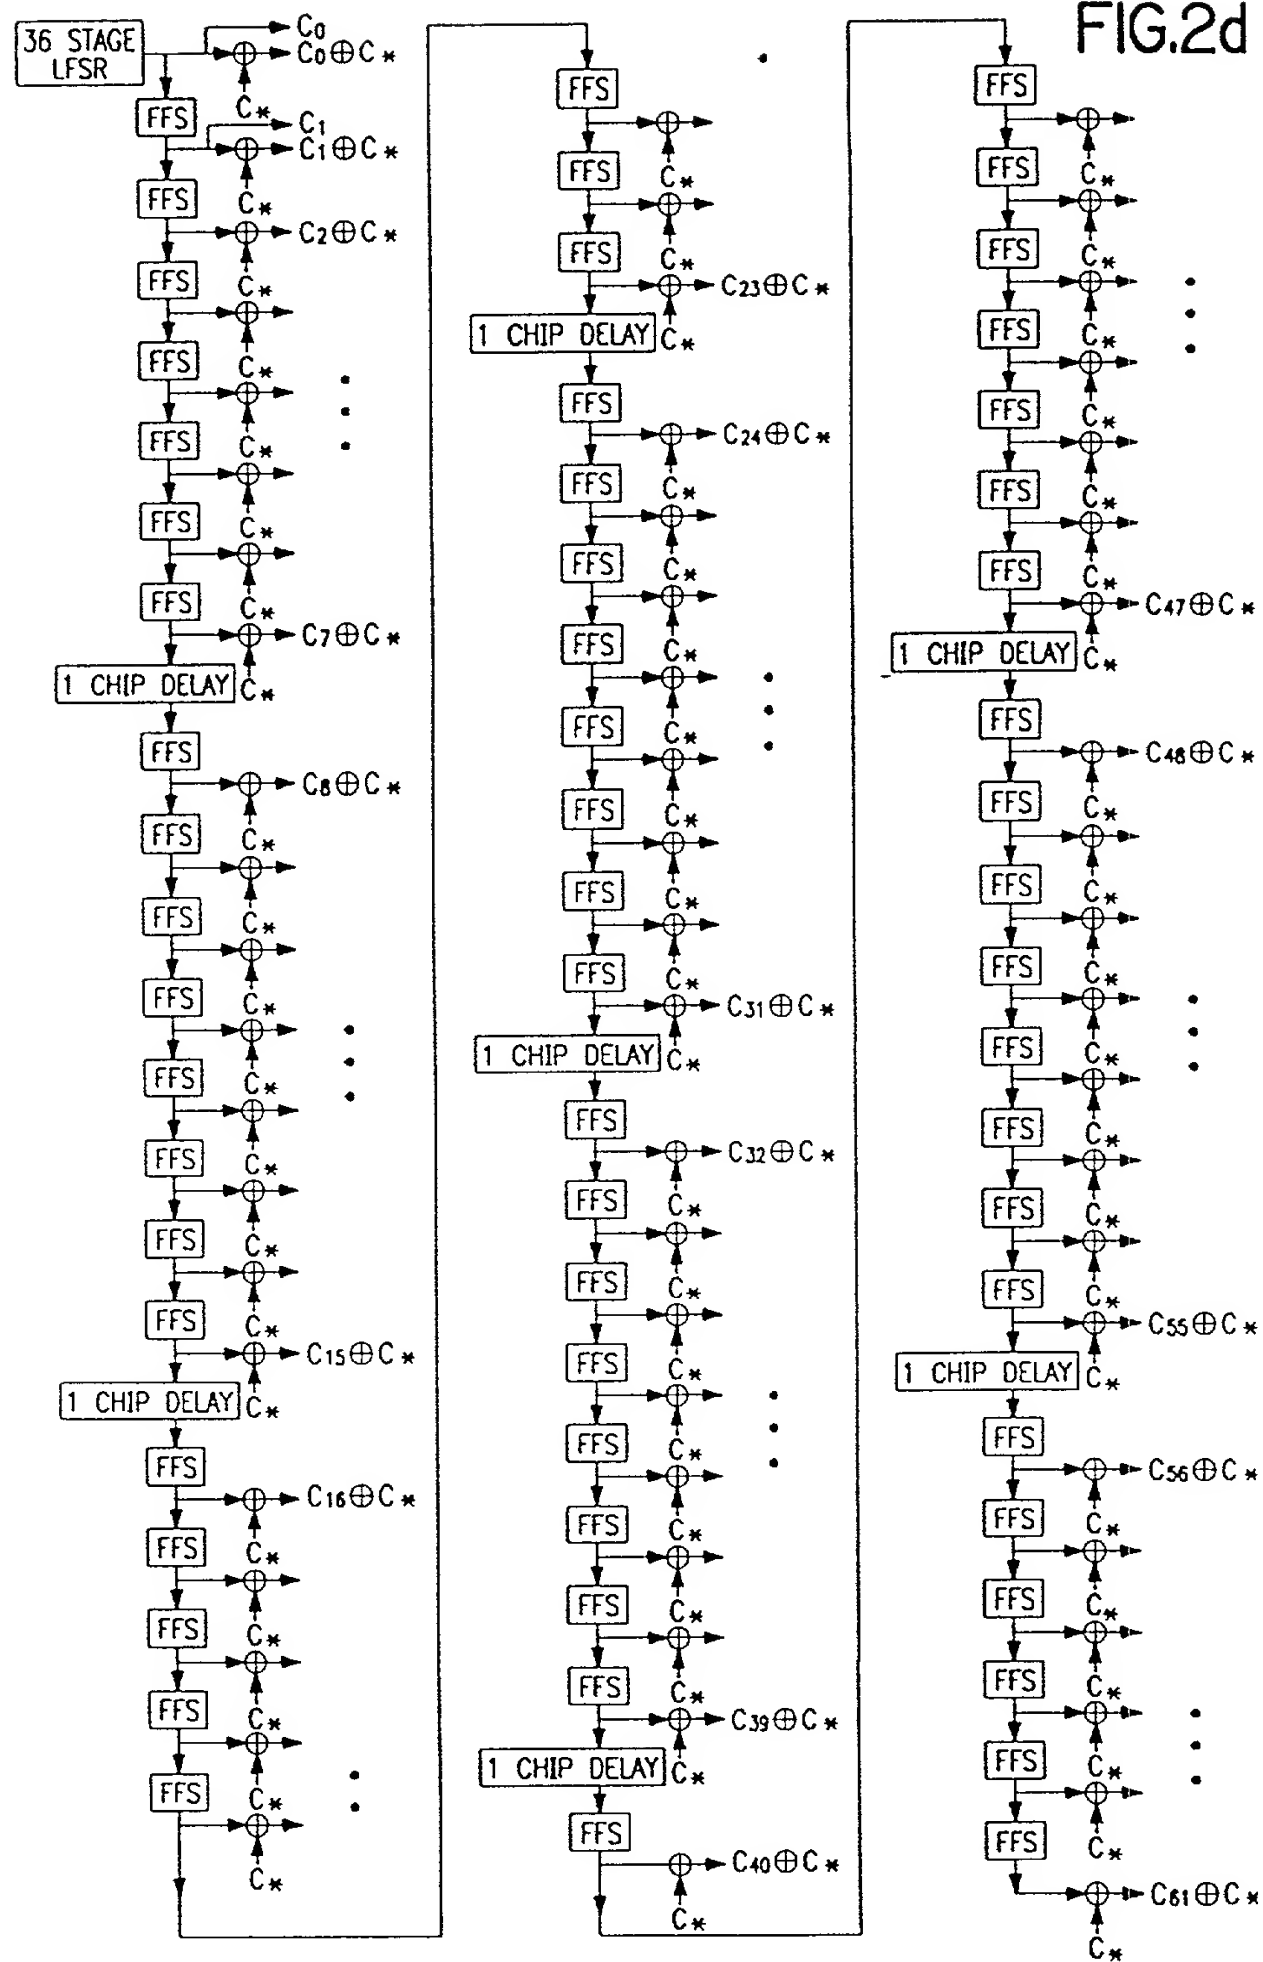 FIG.2d
36 STAGE
LFSR
C0
C0⊕C*
C*
FFS
C1
C1⊕C*
FFS C*
C2⊕C*
FFS C*
FFS C*
FFS C*
FFS C*
FFS C*
C7⊕C*
1 CHIP DELAY C*
FFS
C8⊕C*
FFS C*
FFS C*
FFS C*
FFS C*
FFS C*
FFS C*
FFS C*
C15⊕C*
1 CHIP DELAY C*
FFS
C16⊕C*
FFS C*
FFS C*
FFS C*
FFS C*
C*
FFS
FFS C*
FFS C*
C23⊕C*
1 CHIP DELAY C*
FFS
C24⊕C*
FFS C*
FFS C*
FFS C*
FFS C*
FFS C*
FFS C*
FFS C*
C31⊕C*
1 CHIP DELAY C*
FFS
C32⊕C*
FFS C*
FFS C*
FFS C*
FFS C*
FFS C*
FFS C*
FFS C*
C39⊕C*
1 CHIP DELAY C*
FFS
C40⊕C*
C*
FFS
FFS C*
FFS C*
FFS C*
FFS C*
FFS C*
FFS C*
C47⊕C*
1 CHIP DELAY C*
FFS
C48⊕C*
FFS C*
FFS C*
FFS C*
FFS C*
FFS C*
FFS C*
FFS C*
C55⊕C*
1 CHIP DELAY C*
FFS
C56⊕C*
FFS C*
FFS C*
FFS C*
FFS C*
FFS C*
C61⊕C*
C*